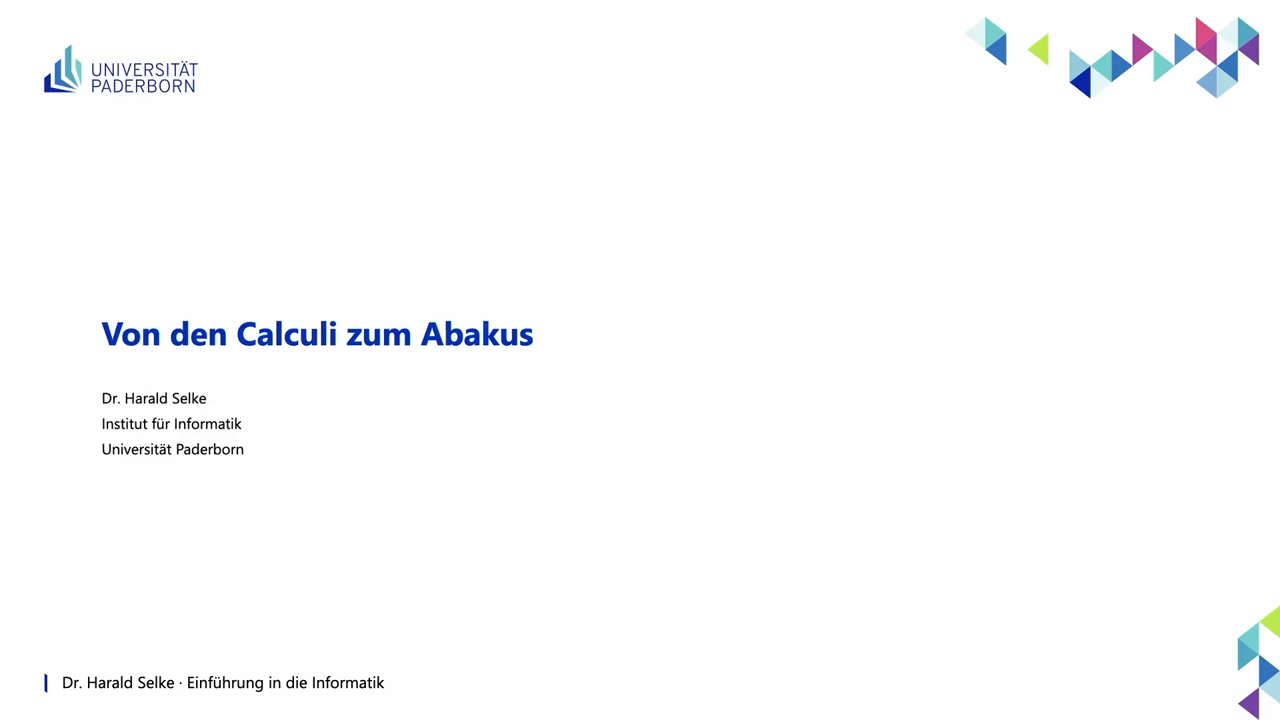 UNIVERSITÄT
PADERBORN
Von den Calculi zum Abakus
Dr. Harald Selke
Institut für Informatik
Universität Paderborn
Dr. Harald Selke · Einführung in die Informatik